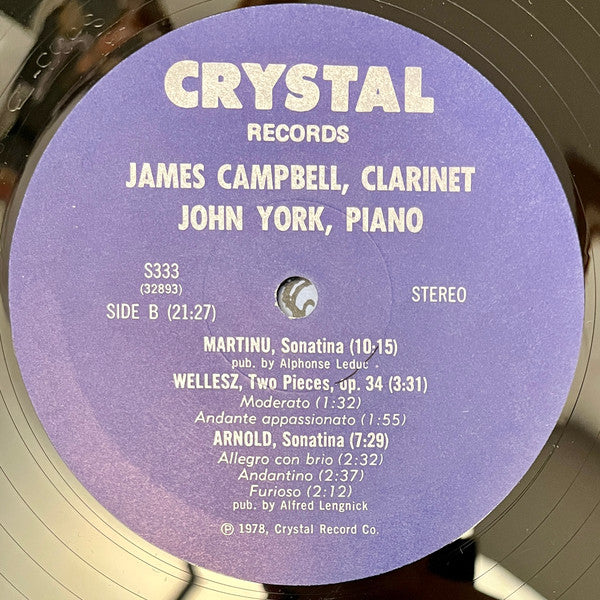 CRYSTAL
RECORDS
JAMES CAMPBELL, CLARINET
JOHN YORK, PIANO
S333
(32893)
SIDE B (21:27)
STEREO
MARTINU, Sonatina (10:15)
pub. by Alphonse Leduc
WELLESZ, Two Pieces, op. 34 (3:31)
Moderato (1:32)
Andante appassionato (1:55)
ARNOLD, Sonatina (7:29)
Allegro con brio (2:32)
Andantino (2:37)
Furioso (2:12)
pub. by Alfred Lengnick
℗ 1978, Crystal Record Co.